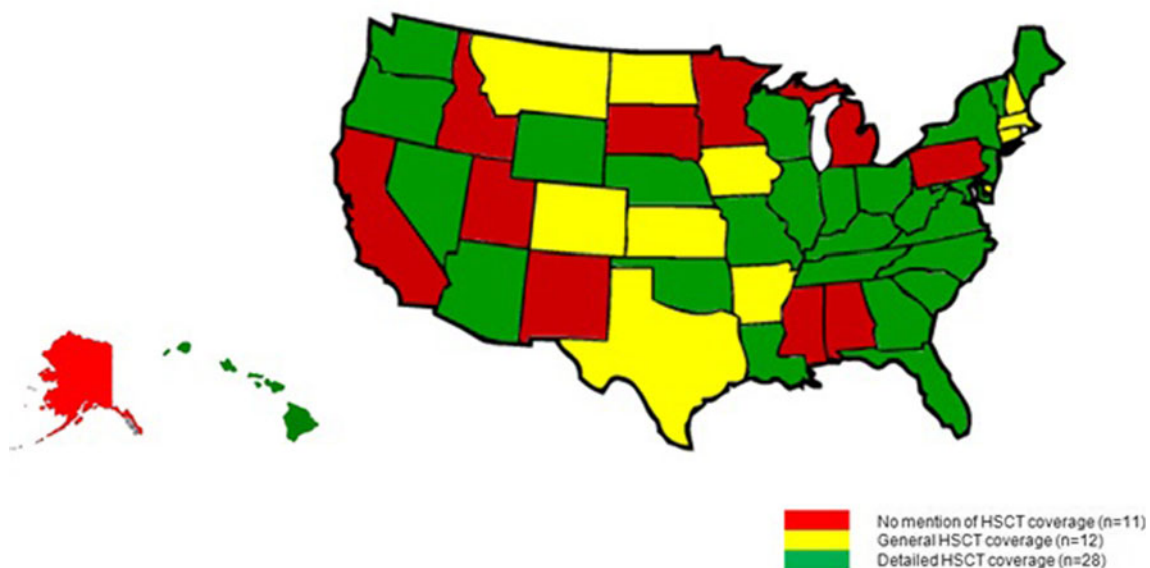 No mention of HSCT coverage (n=11)
General HSCT coverage (n=12)
Detailed HSCT coverage (n=28)